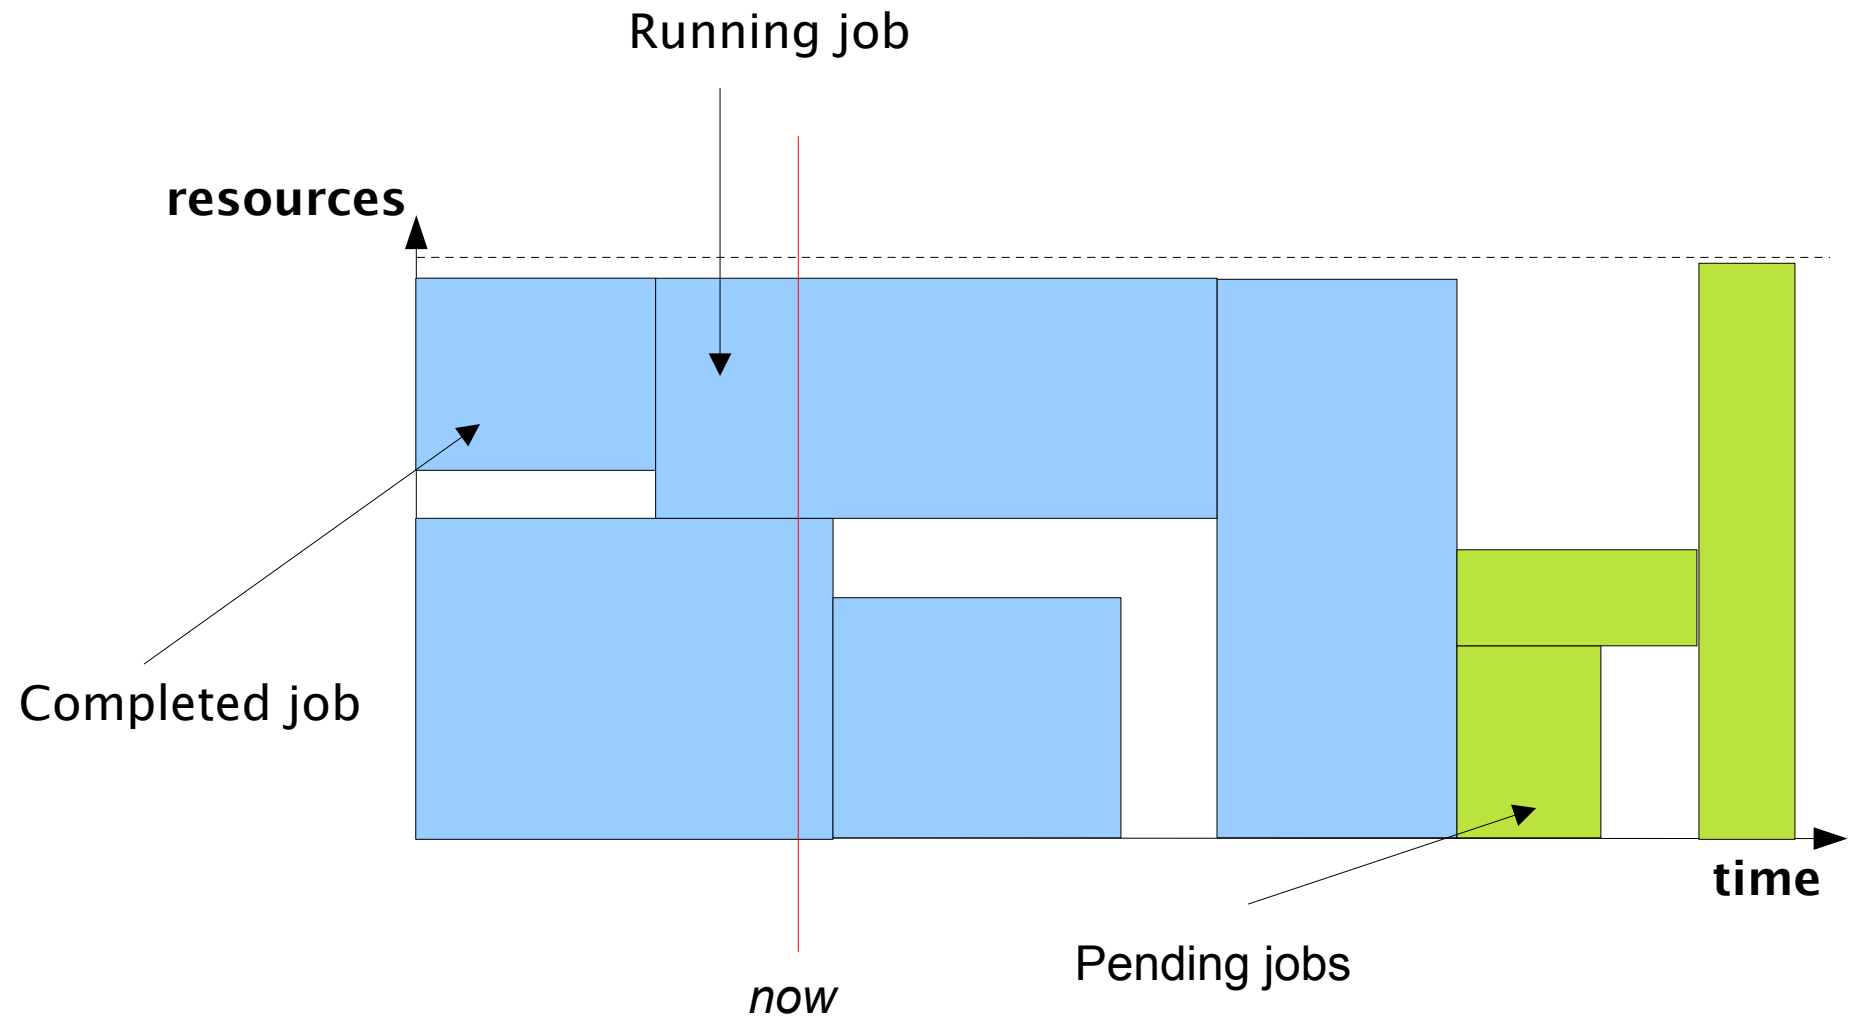 Running job
resources
Completed job
time
Pending jobs
now